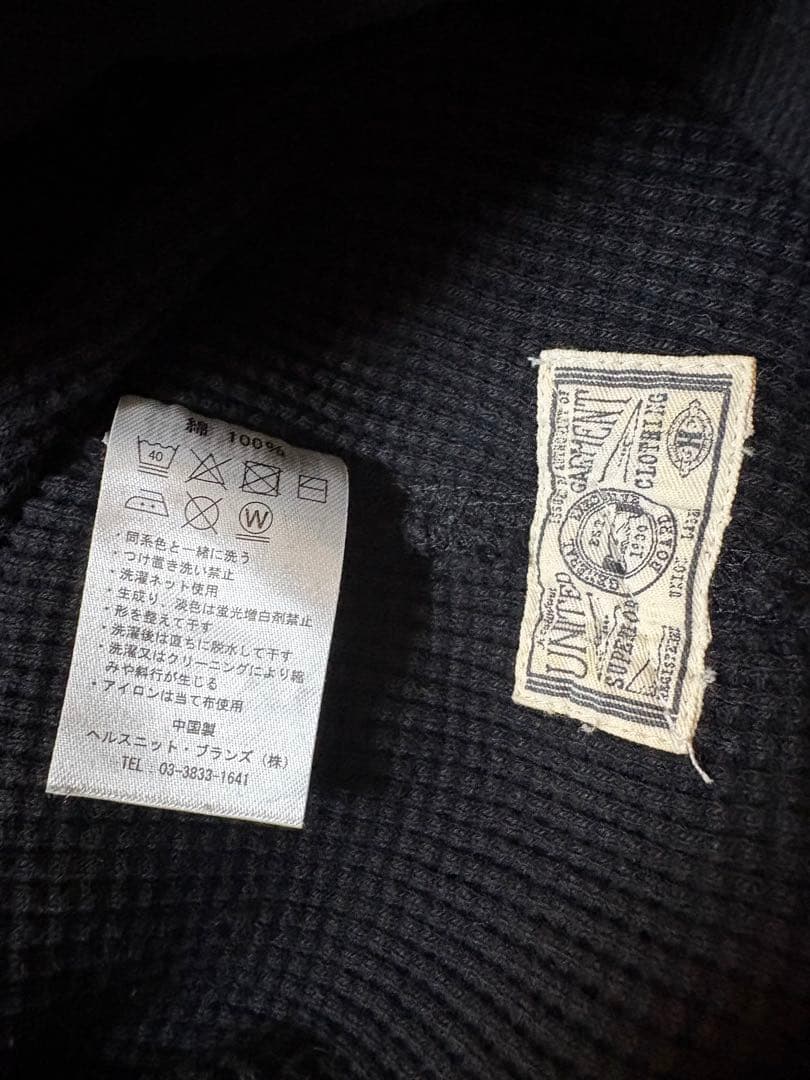 綿 100%
40
W
・同系色と一緒に洗う
・つけ置き洗い禁止
・洗濯ネット使用
・生成り、淡色は蛍光増白剤禁止
・形を整えて干す
・洗濯後は直ちに脱水して干す
・洗濯又はクリーニングにより縮
みや斜行が生じる
・アイロンは当て布使用
中国製
ヘルスニット・ブランズ(株)
TEL:03-3833-1641
UNITED
GARMENT
GENERAL
1900
SUPERIOR
CLOTHING
REGISTERED